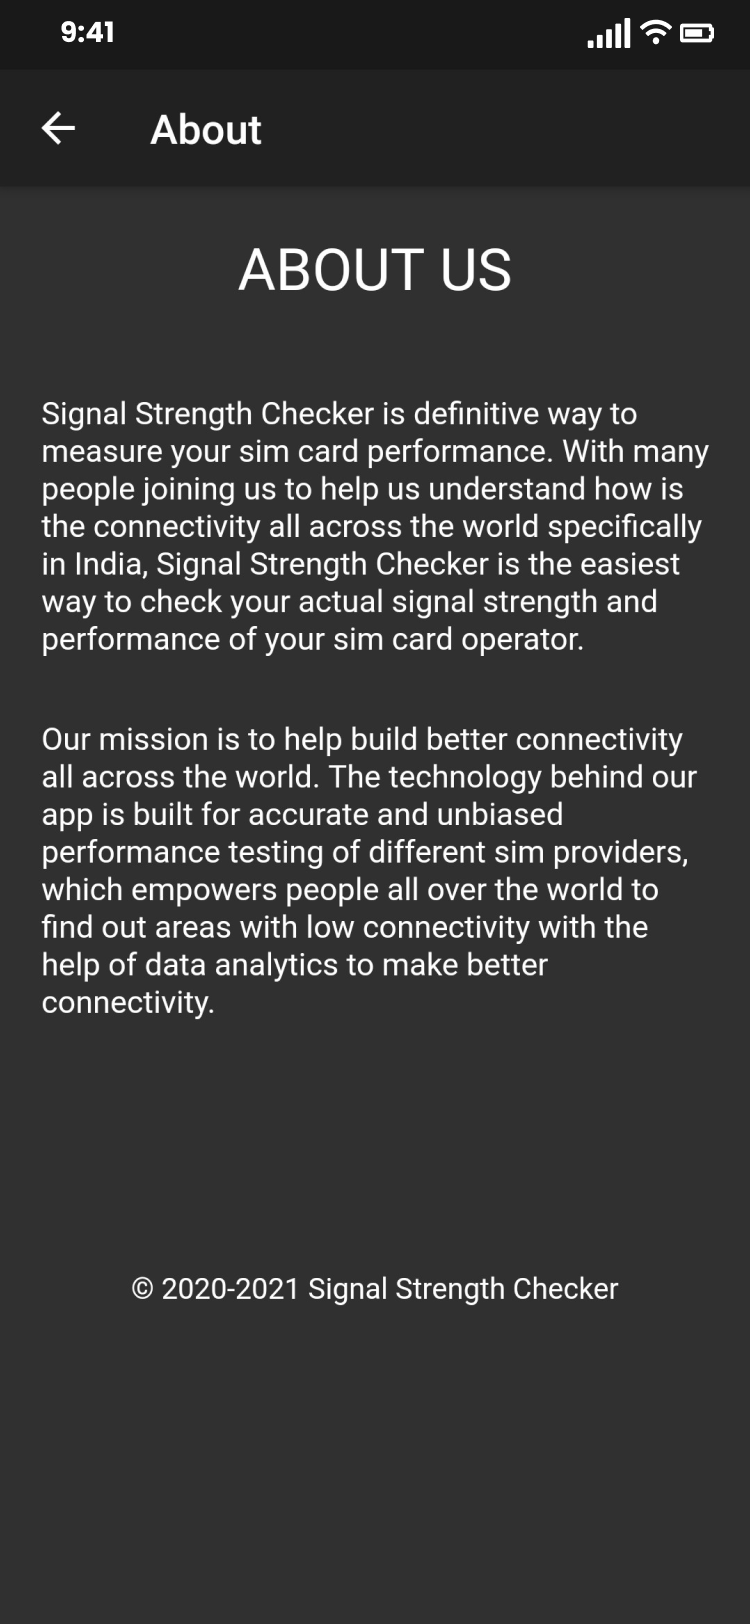 9:41
About
ABOUT US
Signal Strength Checker is definitive way to
measure your sim card performance. With many
people joining us to help us understand how is
the connectivity all across the world specifically
in India, Signal Strength Checker is the easiest
way to check your actual signal strength and
performance of your sim card operator.
Our mission is to help build better connectivity
all across the world. The technology behind our
app is built for accurate and unbiased
performance testing of different sim providers,
which empowers people all over the world to
find out areas with low connectivity with the
help of data analytics to make better
connectivity.
© 2020-2021 Signal Strength Checker